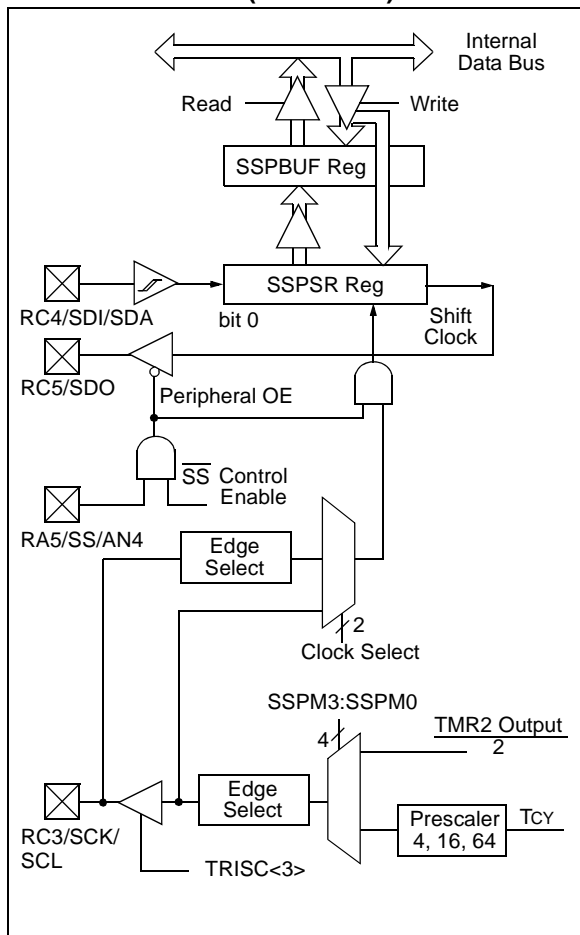 Internal
Data Bus
Read
Write
SSPBUF Reg
SSPSR Reg
RC4/SDI/SDA
bit 0
Shift
Clock
RC5/SDO
Peripheral OE
SS Control
Enable
RA5/SS/AN4
Edge
Select
2
Clock Select
SSPM3:SSPM0
TMR2 Output
4
2
Edge
Select
Prescaler
4, 16, 64
TCY
RC3/SCK/
SCL
TRISC<3>